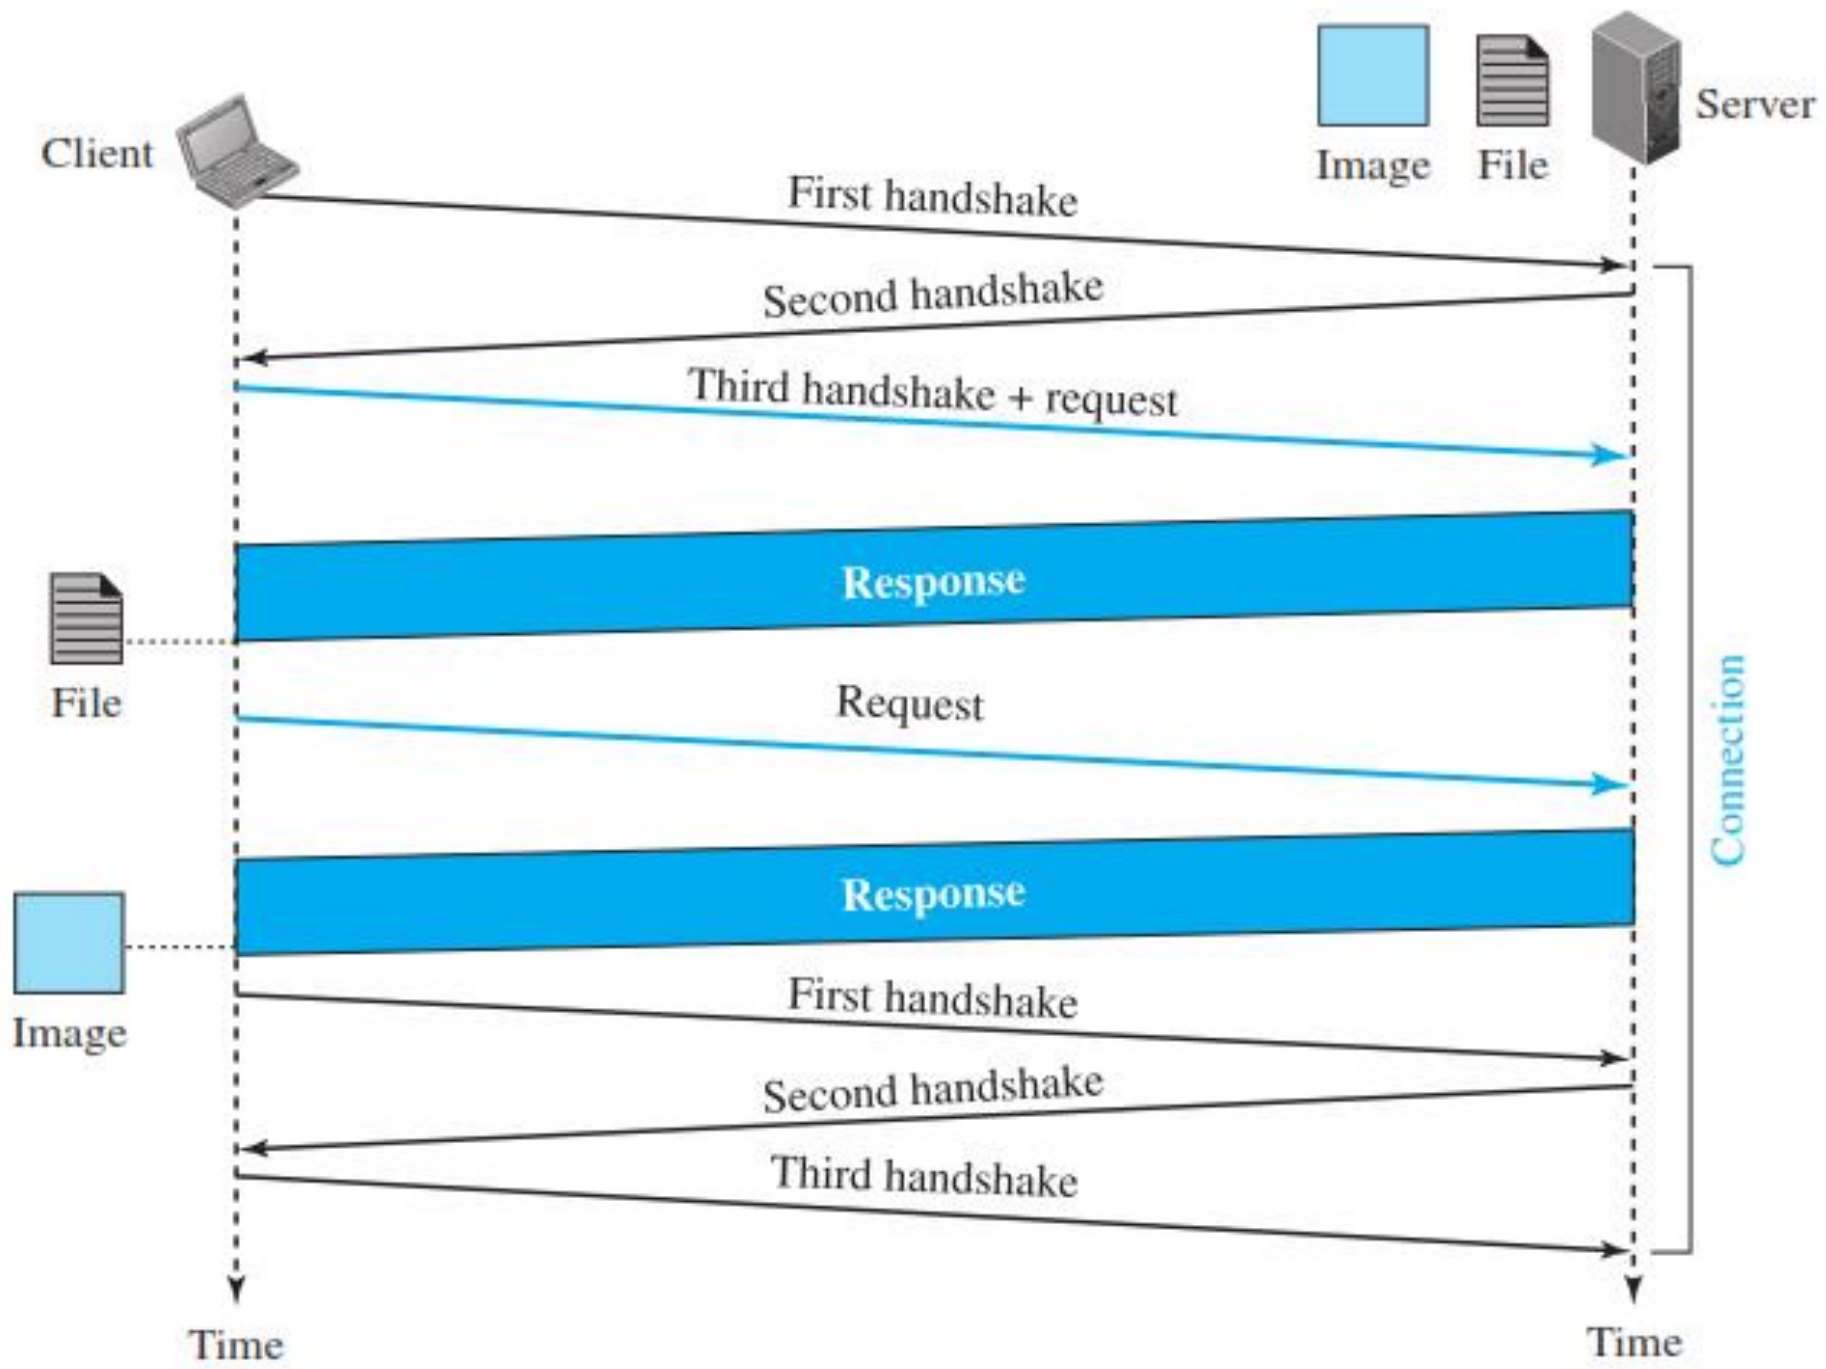 Server
Client
Image
File
First handshake
Second handshake
Third handshake + request
Response
File
Request
Connection
Response
First handshake
Image
Second handshake
Third handshake
Time
Time